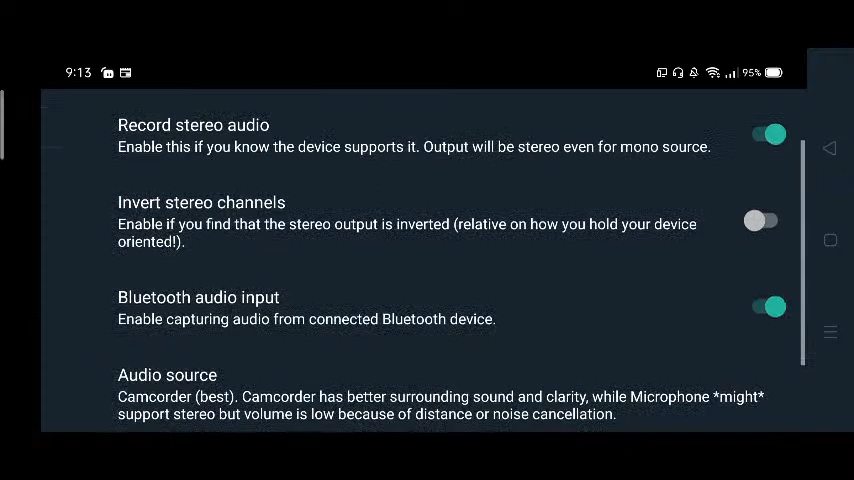 9:13
95%
Record stereo audio
Enable this if you know the device supports it. Output will be stereo even for mono source.
Invert stereo channels
Enable if you find that the stereo output is inverted (relative on how you hold your device
oriented!).
Bluetooth audio input
Enable capturing audio from connected Bluetooth device.
Audio source
Camcorder (best). Camcorder has better surrounding sound and clarity, while Microphone *might*
support stereo but volume is low because of distance or noise cancellation.